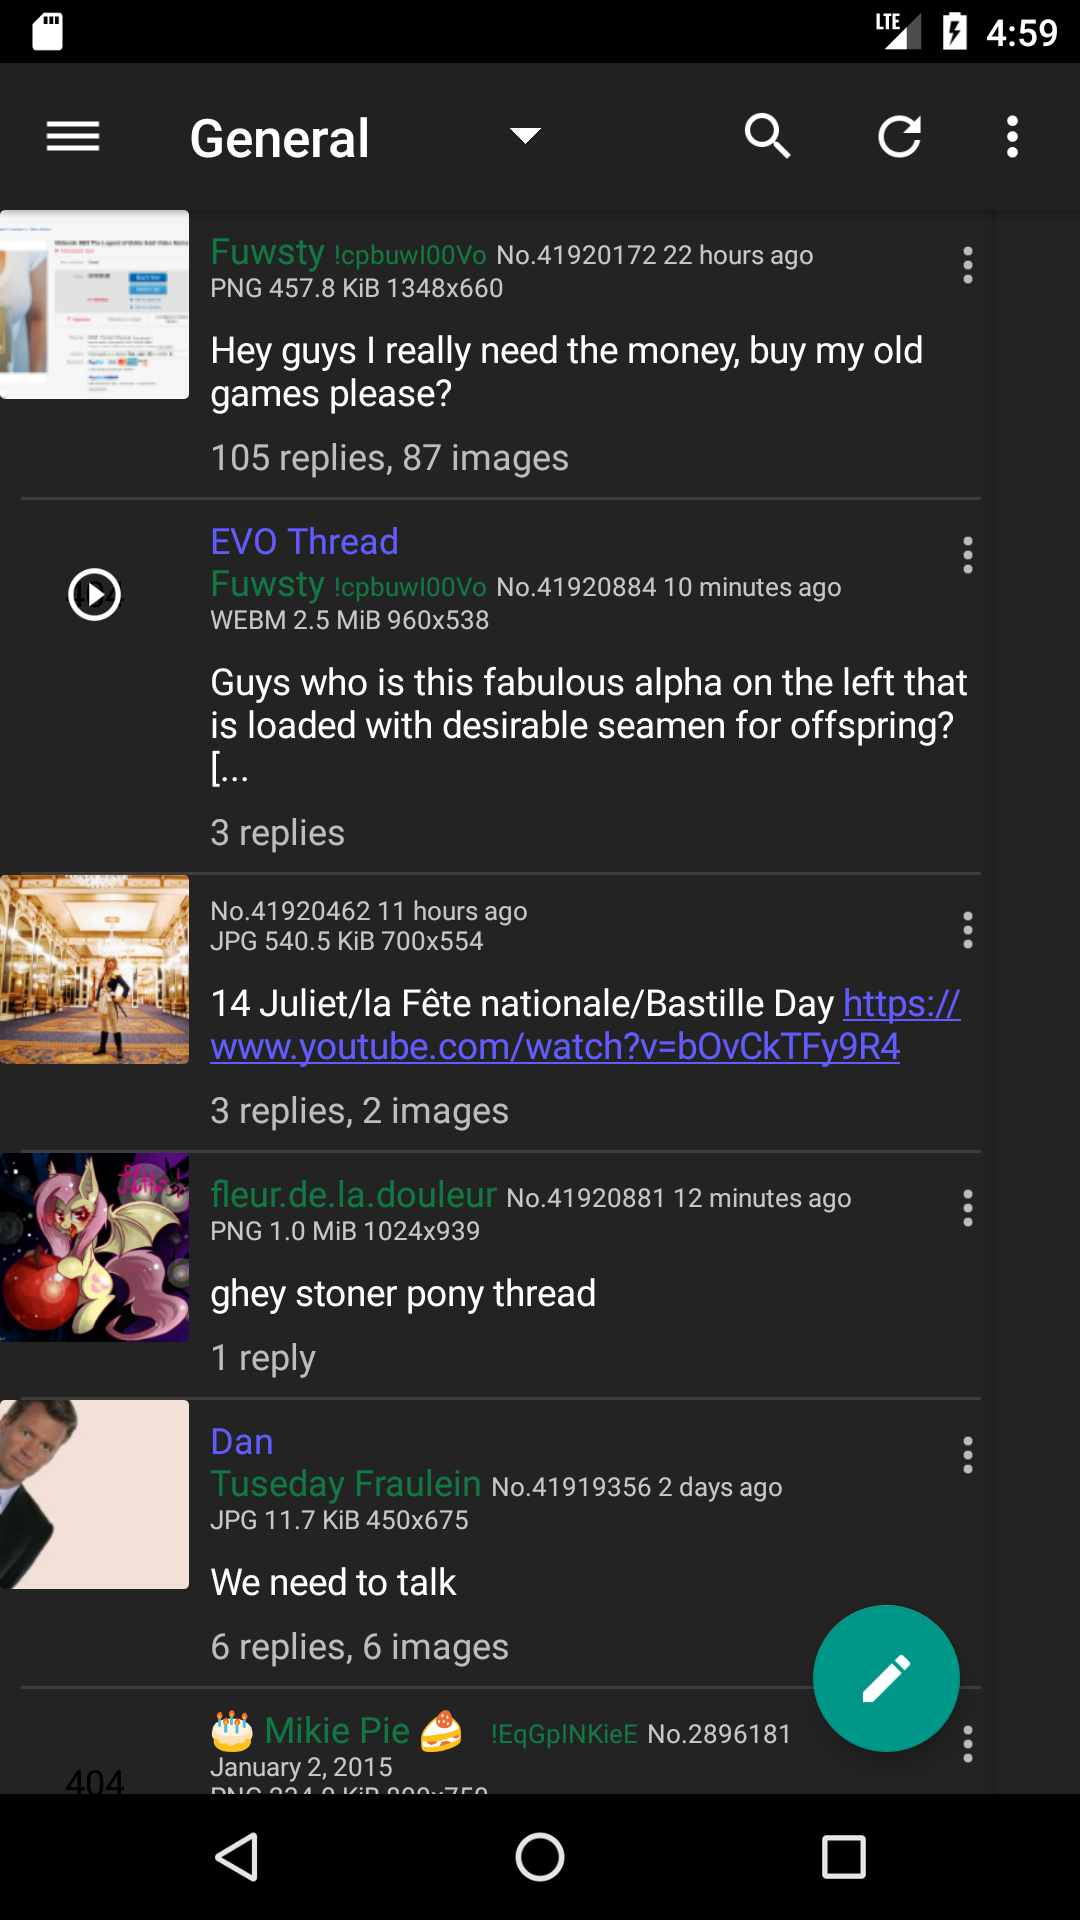 LTE 4:59
General
Fuwsty !cpbuwI00Vo No.41920172 22 hours ago
PNG 457.8 KiB 1348x660
Hey guys I really need the money, buy my old
games please?
105 replies, 87 images
EVO Thread
Fuwsty !cpbuwI00Vo No.41920884 10 minutes ago
WEBM 2.5 MiB 960x538
Guys who is this fabulous alpha on the left that
is loaded with desirable seamen for offspring?
[...
3 replies
No.41920462 11 hours ago
JPG 540.5 KiB 700x554
14 Juliet/la Fête nationale/Bastille Day https://
www.youtube.com/watch?v=bOvCkTFy9R4
3 replies, 2 images
fleur.de.la.douleur No.41920881 12 minutes ago
PNG 1.0 MiB 1024x939
ghey stoner pony thread
1 reply
Dan
Tuseday Fraulein No.41919356 2 days ago
JPG 11.7 KiB 450x675
We need to talk
6 replies, 6 images
🎂 Mikie Pie 🍰 !EqGpINKieE No.2896181
January 2, 2015
404